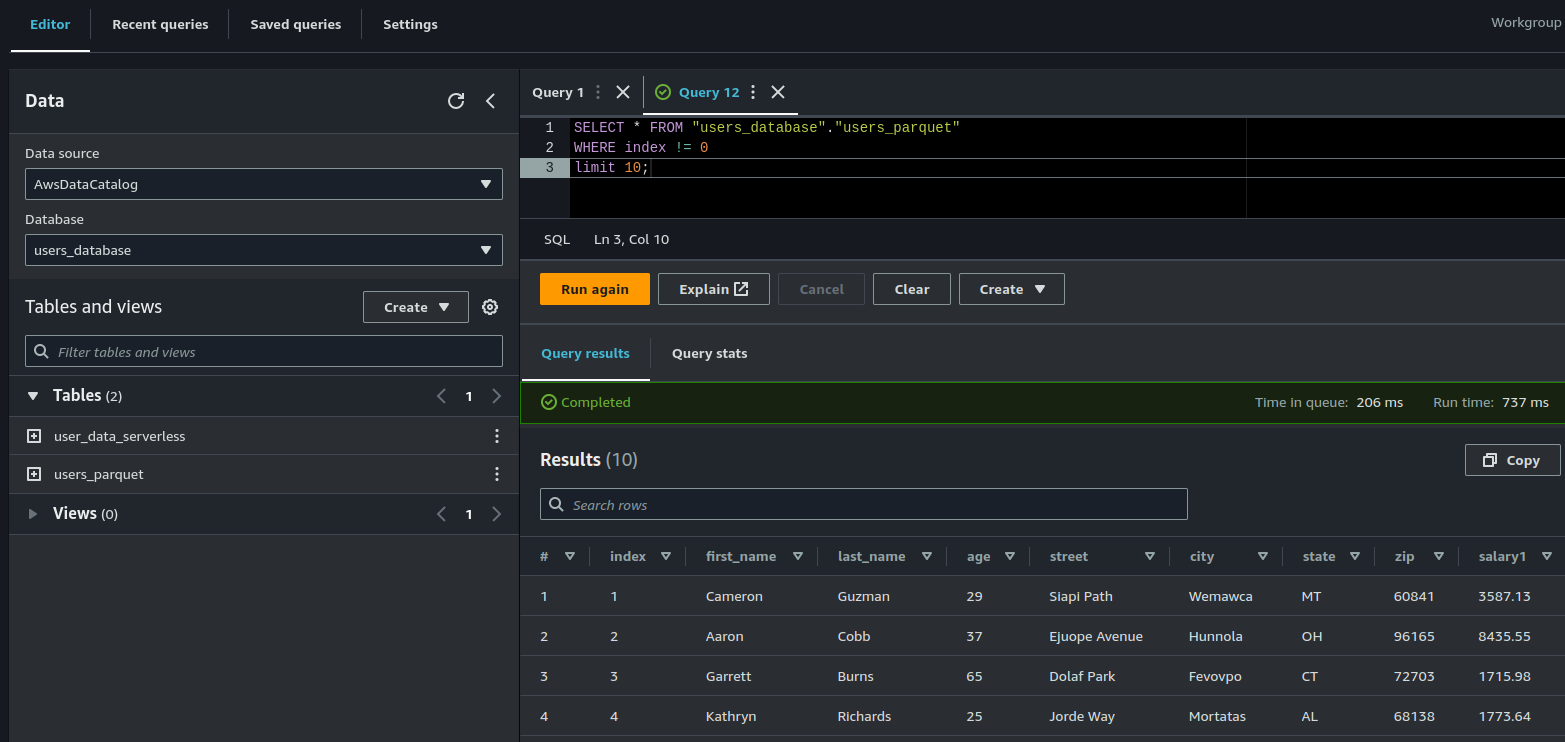 Editor
Recent queries
Saved queries
Settings
Workgroup
Data
Data source
AwsDataCatalog
Database
users_database
Tables and views
Create
Filter tables and views
Tables (2)
1
user_data_serverless
users_parquet
Views (0)
1
Query 1
Query 12
1 SELECT * FROM "users_database"."users_parquet"
2 WHERE index != 0
3 limit 10;
SQL Ln 3, Col 10
Run again
Explain
Cancel
Clear
Create
Query results
Query stats
Completed
Time in queue: 206 ms
Run time: 737 ms
Results (10)
Copy
Search rows
# index first_name last_name age street city state zip salary1
1 1 Cameron Guzman 29 Siapi Path Wemawca MT 60841 3587.13
2 2 Aaron Cobb 37 Ejuope Avenue Hunnola OH 96165 8435.55
3 3 Garrett Burns 65 Dolaf Park Fevovpo CT 72703 1715.98
4 4 Kathryn Richards 25 Jorde Way Mortatas AL 68138 1773.64